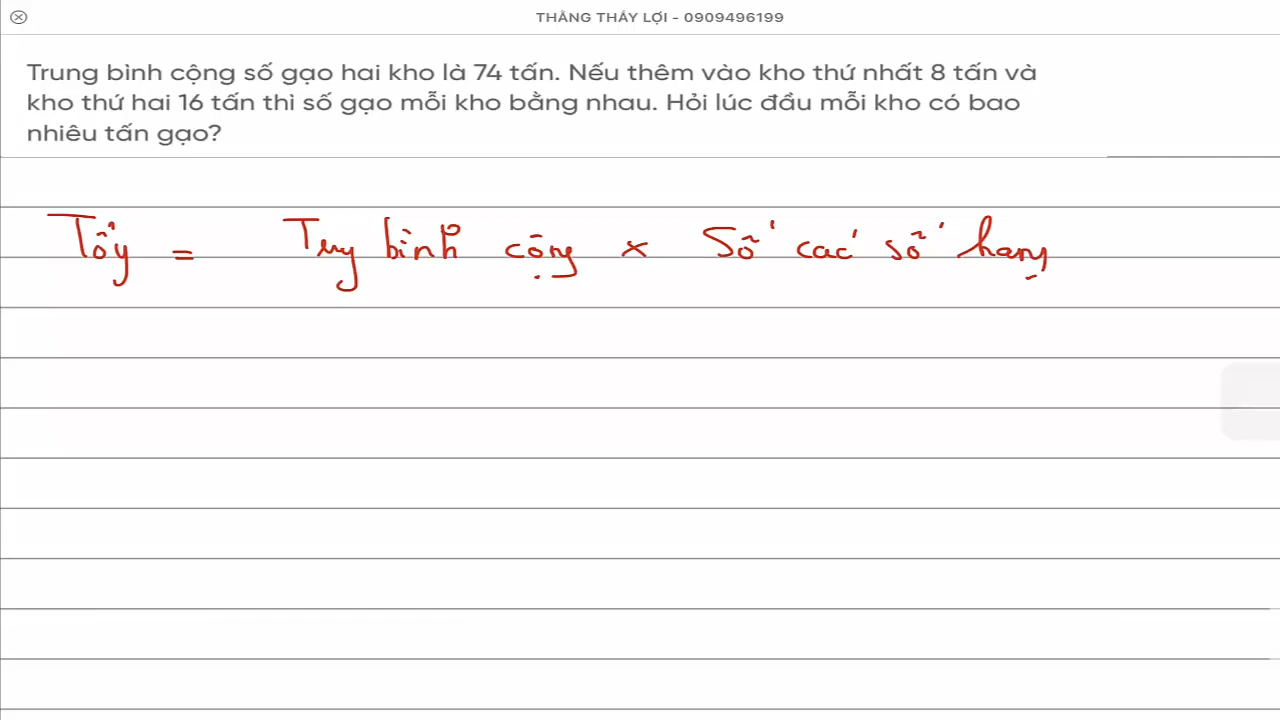 THẮNG THẦY LỢI - 0909496199
Trung bình cộng số gạo hai kho là 74 tấn. Nếu thêm vào kho thứ nhất 8 tấn và
kho thứ hai 16 tấn thì số gạo mỗi kho bằng nhau. Hỏi lúc đầu mỗi kho có bao
nhiêu tấn gạo?
Tổng = Trung bình cộng x Số các số hạng